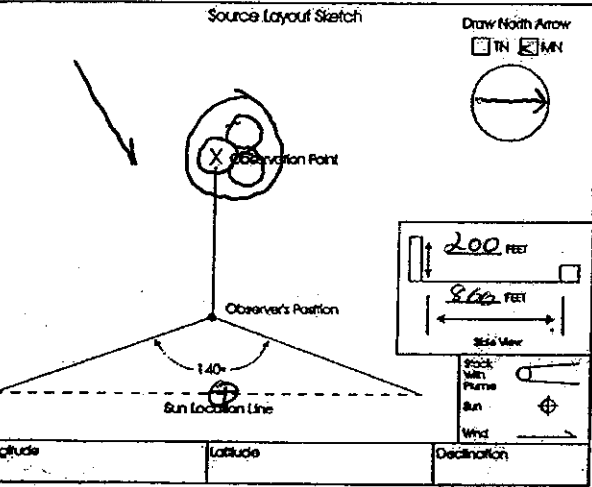 Source Layout Sketch
Draw North Arrow
TN MN
X Observation Point
200 FEET
FEET
Side View
Observer's Position
140°
Sun Location Line
Stack
With
Plume
Sun
Wind
gitude
Latitude
Declination